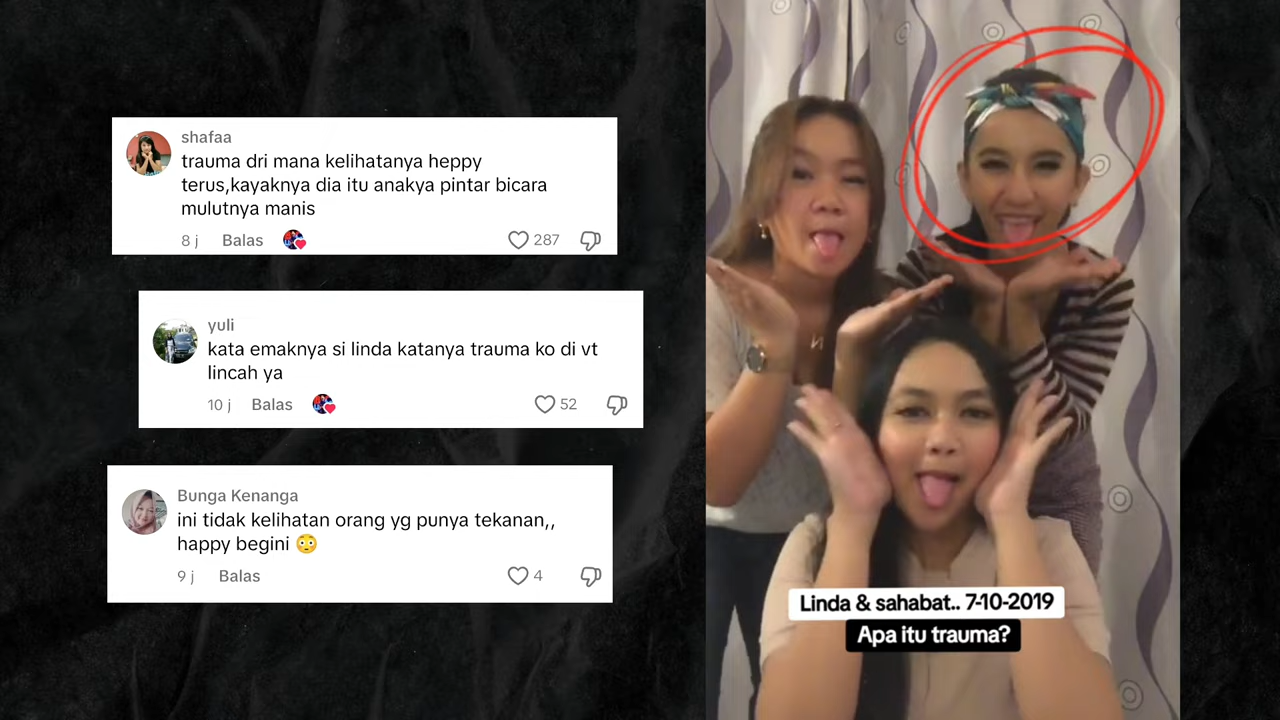 shafaa
trauma dri mana kelihatanya heppy
terus,kayaknya dia itu anakya pintar bicara
mulutnya manis
8 j Balas 287
yuli
kata emaknya si linda katanya trauma ko di vt
lincah ya
10 j Balas 52
Bunga Kenanga
ini tidak kelihatan orang yg punya tekanan,,
happy begini 😳
9 j Balas 4
Linda & sahabat.. 7-10-2019
Apa itu trauma?